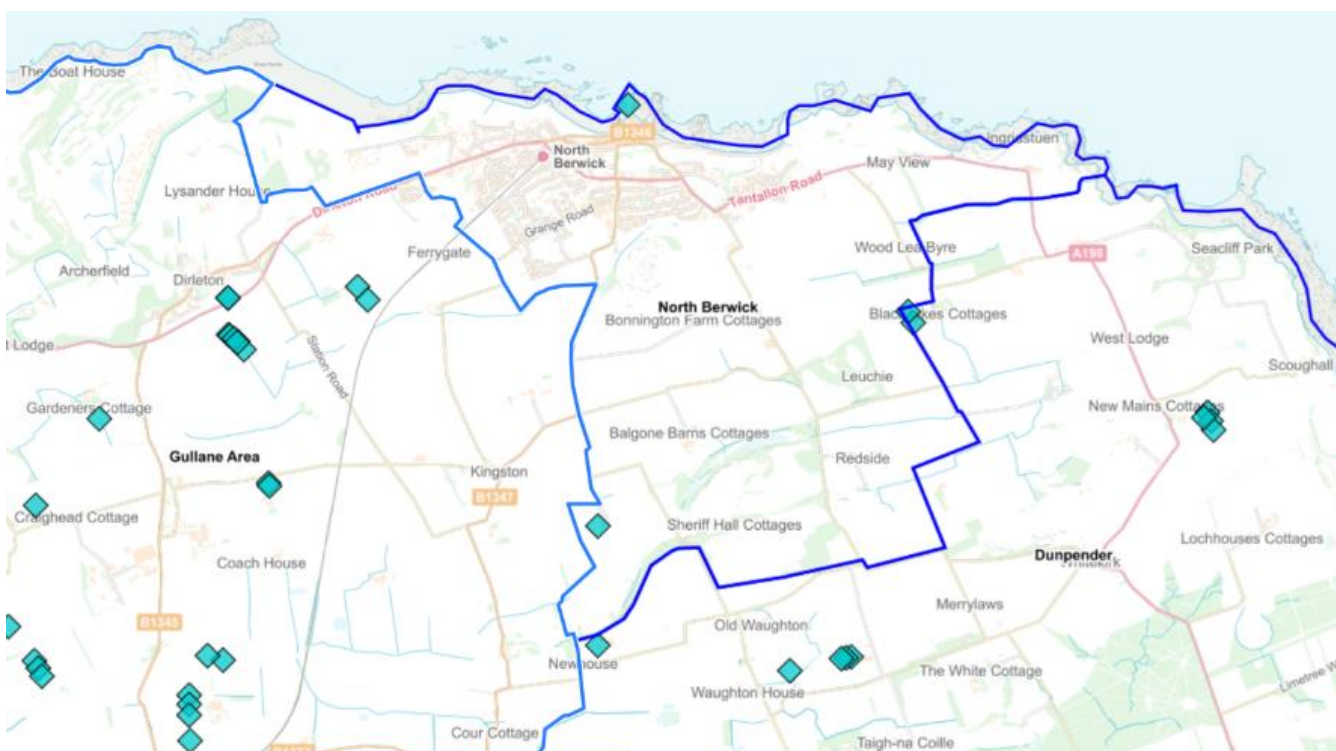 The Boat House
B1346
Ingriestuen
North
Berwick
May View
Tantallon Road
Lysander House
Dirleton Road
Grange Road
Wood Lea Byre
Ferrygate
A198
Seacliff Park
Archerfield
Dirleton
North Berwick
Bonnington Farm Cottages
West Lodge
Station Road
Leuchie
Scoughall
Gardeners Cottage
New Mains Cottages
Balgone Barns Cottages
Gullane Area
Redside
Kingston
B1347
Craighead Cottage
Sheriff Hall Cottages
Lochhouses Cottages
Coach House
Dunpender
Merrylaws
B1345
Old Waughton
Newhouse
The White Cottage
Waughton House
Cour Cottage
Taigh-na Coille